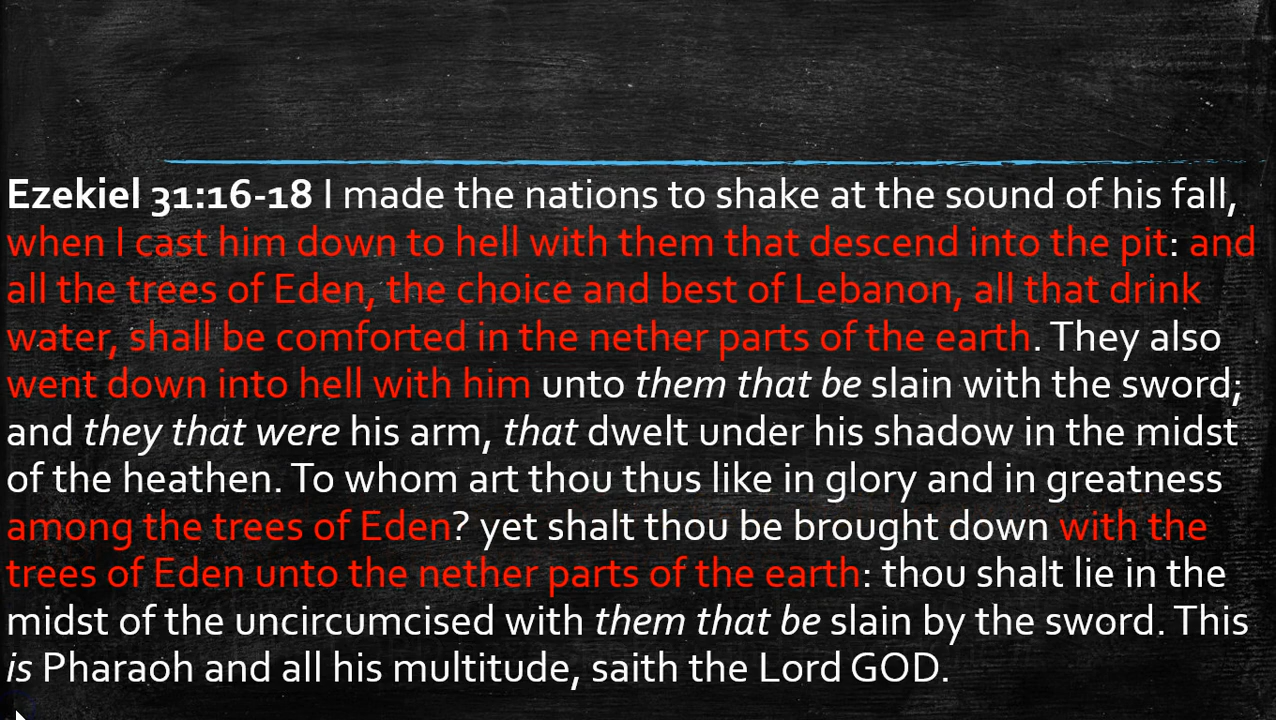 Ezekiel 31:16-18 I made the nations to shake at the sound of his fall,
when I cast him down to hell with them that descend into the pit: and
all the trees of Eden, the choice and best of Lebanon, all that drink
water, shall be comforted in the nether parts of the earth. They also
went down into hell with him unto them that be slain with the sword;
and they that were his arm, that dwelt under his shadow in the midst
of the heathen. To whom art thou thus like in glory and in greatness
among the trees of Eden? yet shalt thou be brought down with the
trees of Eden unto the nether parts of the earth: thou shalt lie in the
midst of the uncircumcised with them that be slain by the sword. This
is Pharaoh and all his multitude, saith the Lord GOD.